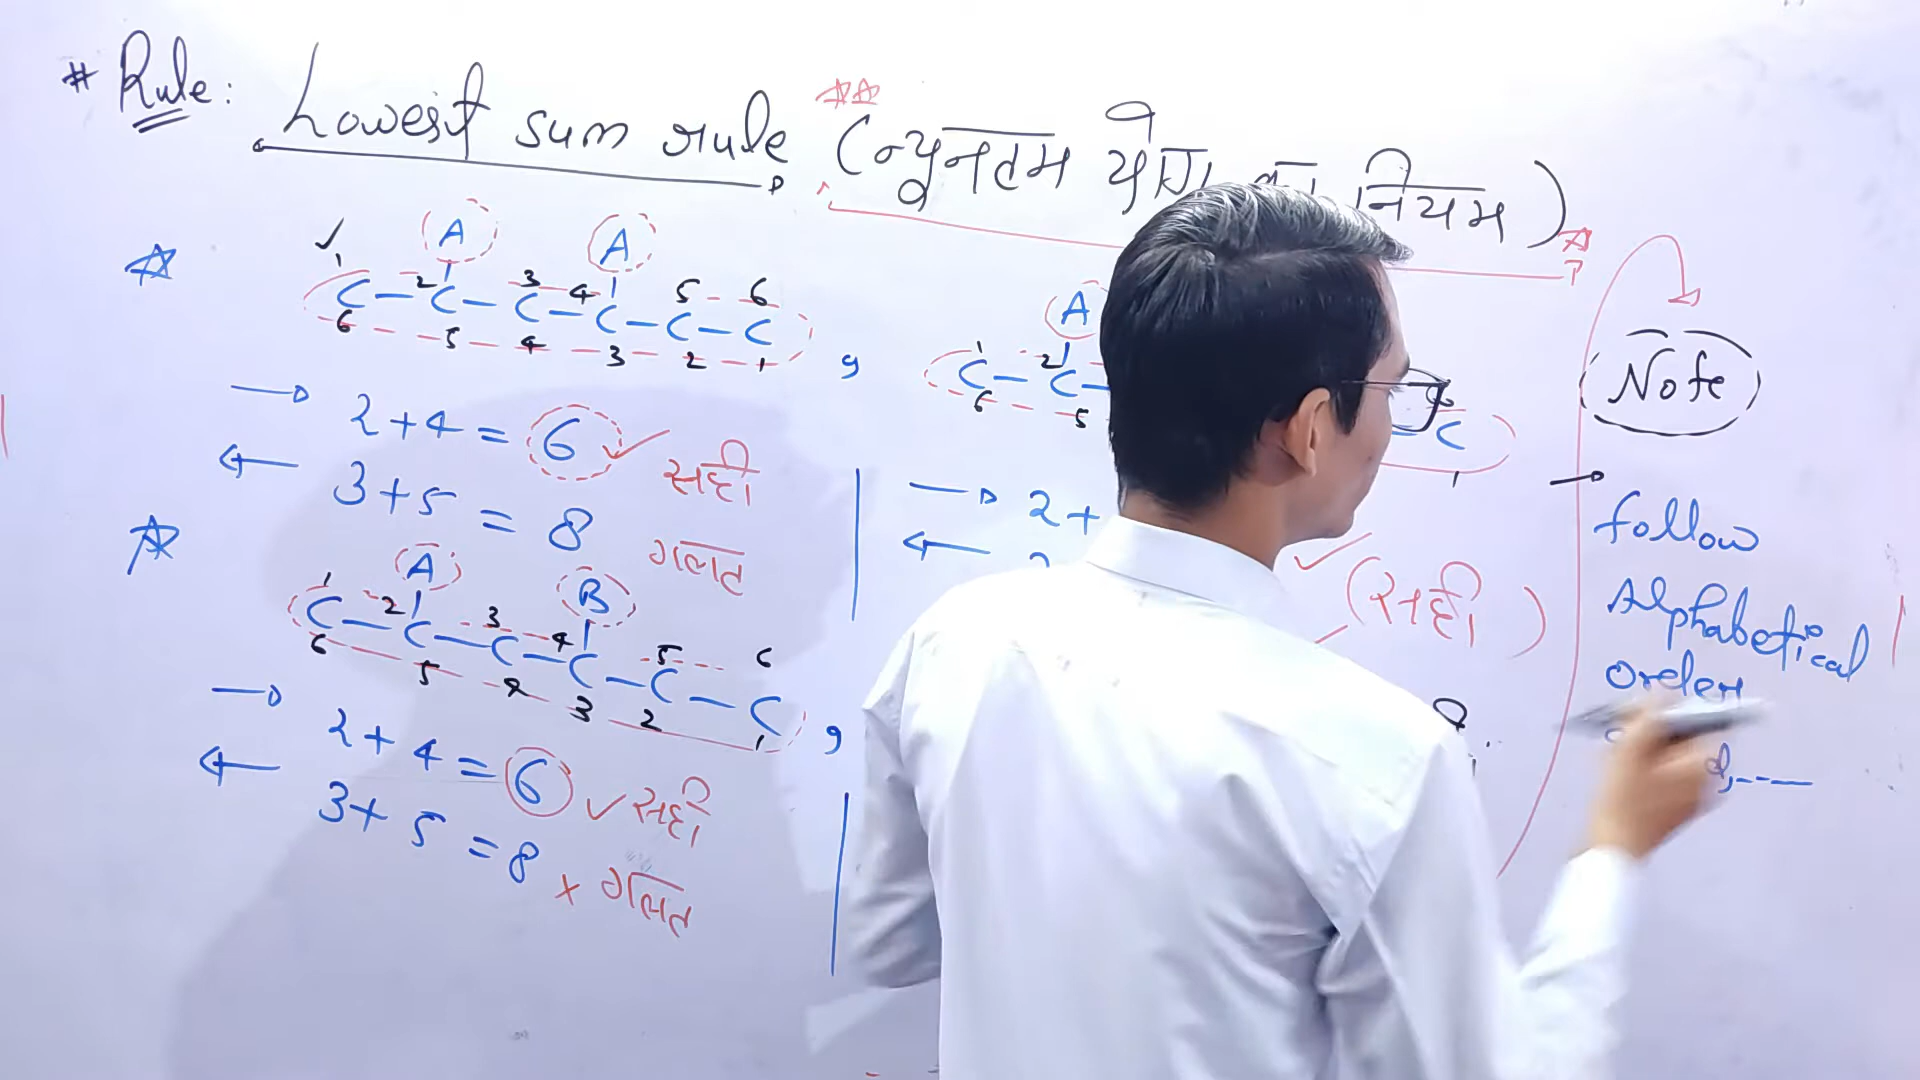 # Rule: Lowest sum rule (न्युनतम योग का नियम)
A A
1 2 3 4 5 6
C — C — C — C — C — C ,
6 5 4 3 2 1
→ 2 + 4 = 6 ✓ सही
← 3 + 5 = 8 गलत
A B
1 2 3 4 5 6
C — C — C — C — C — C ,
6 5 4 3 2 1
→ 2 + 4 = 6 ✓ सही
← 3 + 5 = 8 × गलत
A
1 2
C — C — C
6 5 1
→ 2 +
✓ (सही)
Note
→ follow
Alphabetical
Order
d, ----